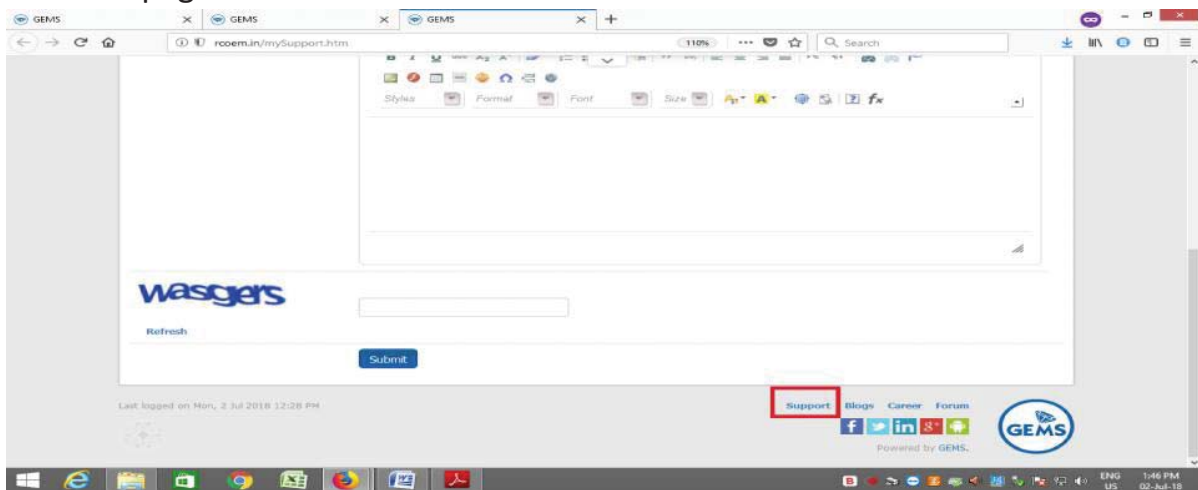 GEMS GEMS GEMS
rcoem.in/mySupport.htm 110% Search
Styles Format Font Size
wasgers
Refresh
Submit
Last logged on Mon, 2 Jul 2018 12:28 PM Support Blogs Career Forum
GEMS
Powered by GEMS.
ENG 1:46 PM
US 02-Jul-18